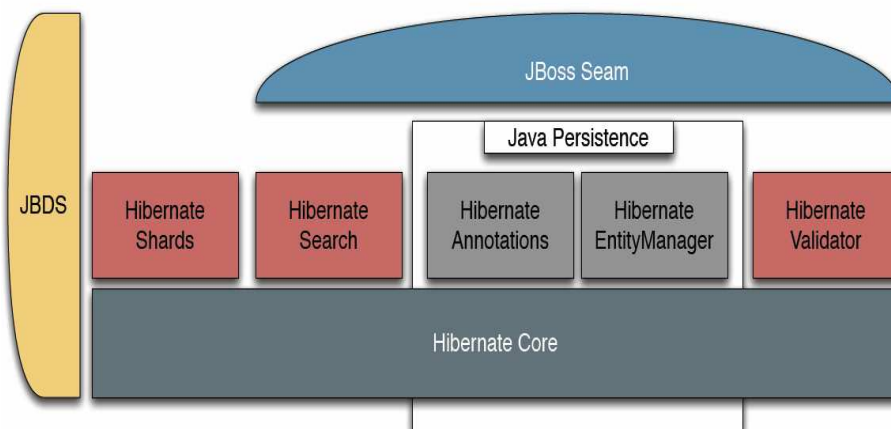 JBoss Seam
Java Persistence
JBDS
Hibernate
Shards
Hibernate
Search
Hibernate
Annotations
Hibernate
EntityManager
Hibernate
Validator
Hibernate Core